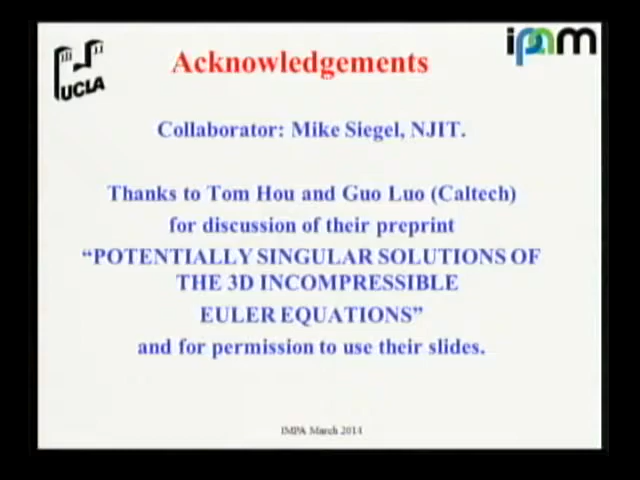 Acknowledgements
UCLA
ipam
Collaborator: Mike Siegel, NJIT.
Thanks to Tom Hou and Guo Luo (Caltech)
for discussion of their preprint
“POTENTIALLY SINGULAR SOLUTIONS OF
THE 3D INCOMPRESSIBLE
EULER EQUATIONS”
and for permission to use their slides.
IMPA March 2014